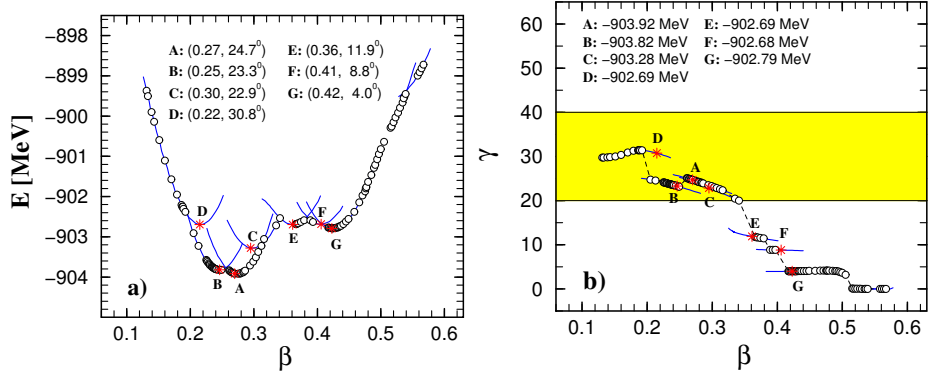 −898
−899
−900
−901
−902
−903
−904
E [MeV]
0.1 0.2 0.3 0.4 0.5 0.6
β
A: (0.27, 24.7⁰) E: (0.36, 11.9⁰)
B: (0.25, 23.3⁰) F: (0.41, 8.8⁰)
C: (0.30, 22.9⁰) G: (0.42, 4.0⁰)
D: (0.22, 30.8⁰)
D
C
B
A
E
F
G
a)
60
50
40
30
20
10
0
γ
0.1 0.2 0.3 0.4 0.5 0.6
β
A: −903.92 MeV E: −902.69 MeV
B: −903.82 MeV F: −902.68 MeV
C: −903.28 MeV G: −902.79 MeV
D: −902.69 MeV
D
A
B
C
E
F
G
b)